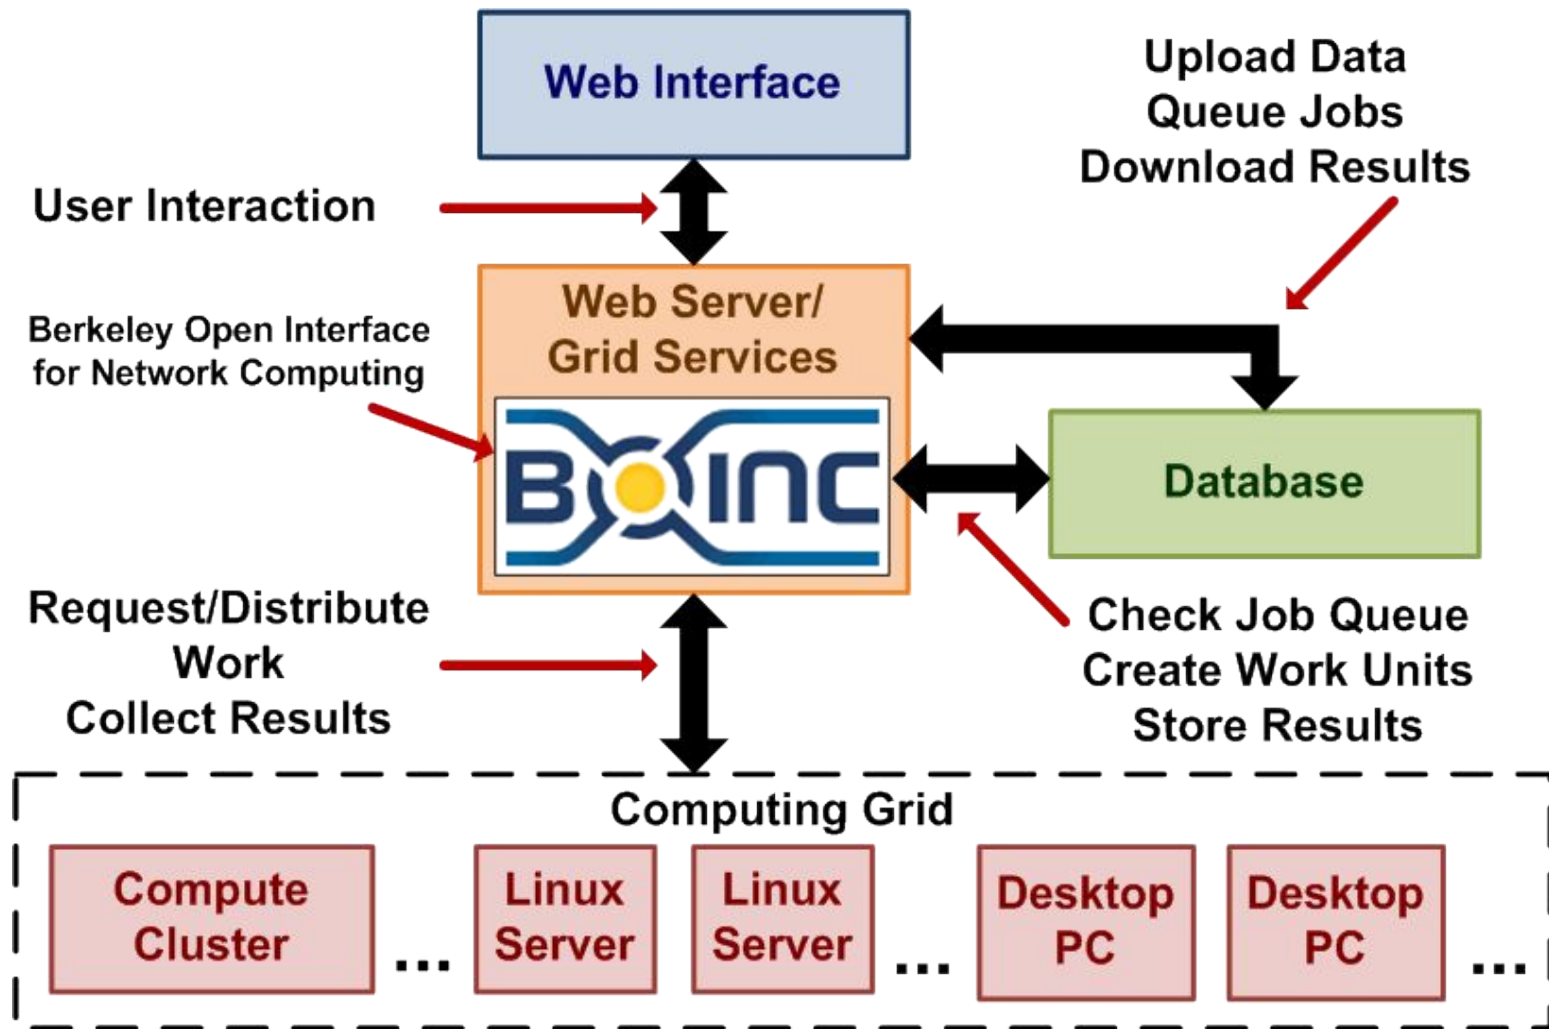 Web Interface
Upload Data
Queue Jobs
Download Results
User Interaction
Web Server/
Grid Services
Berkeley Open Interface
for Network Computing
BOINC
Database
Request/Distribute
Work
Collect Results
Check Job Queue
Create Work Units
Store Results
Computing Grid
Compute
Cluster
...
Linux
Server
Linux
Server
...
Desktop
PC
Desktop
PC
...